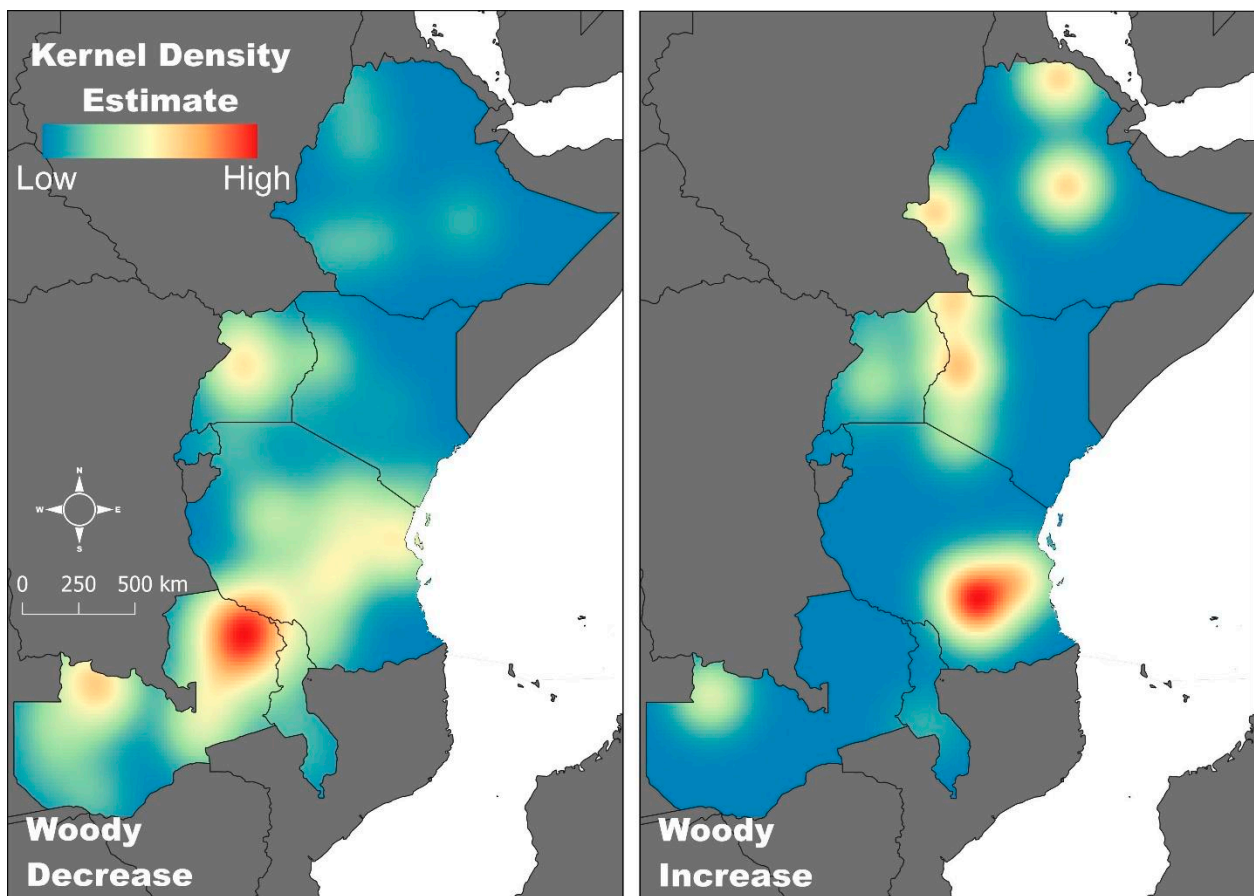 Kernel Density
Estimate
Low High
N
W E
S
0 250 500 km
Woody
Decrease
Woody
Increase